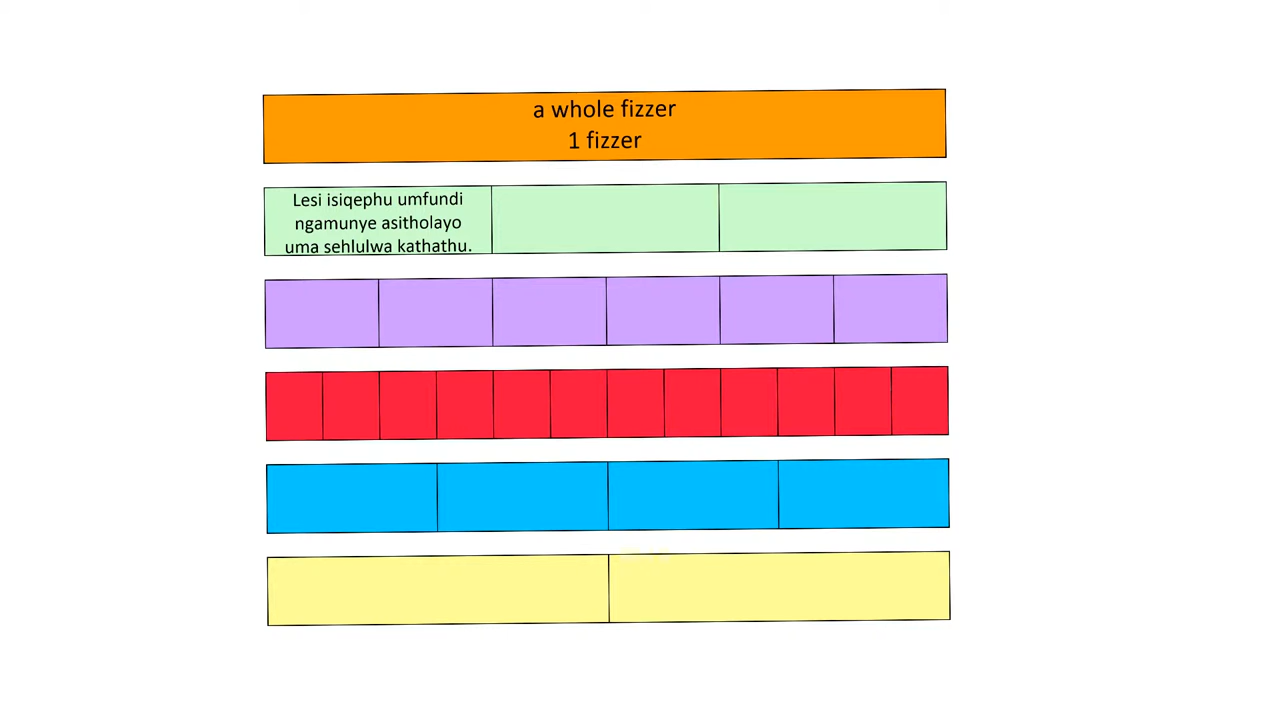 a whole fizzer
1 fizzer
Lesi isiqephu umfundi
ngamunye asitholayo
uma sehlulwa kathathu.